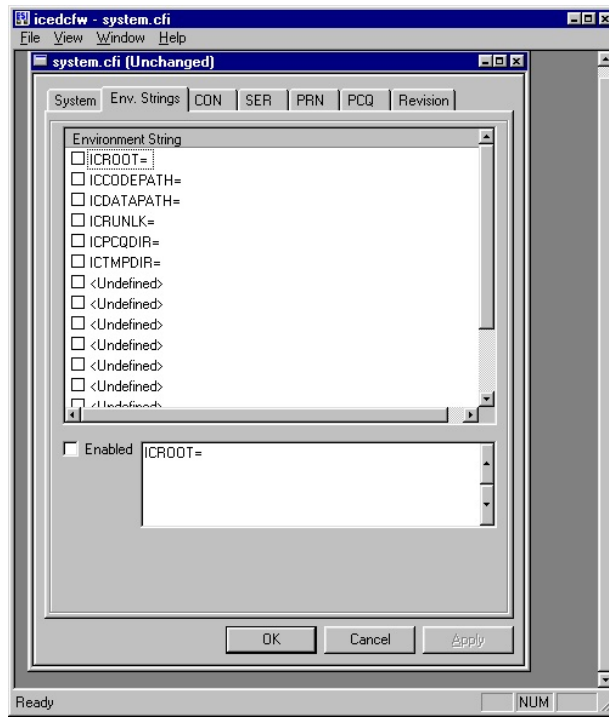 icedcfw - system.cfi
File View Window Help
system.cfi (Unchanged)
System Env. Strings CON SER PRN PCQ Revision
Environment String
ICROOT=
ICCODEPATH=
ICDATAPATH=
ICRUNLK=
ICPCQDIR=
ICTMPDIR=
<Undefined>
<Undefined>
<Undefined>
<Undefined>
<Undefined>
<Undefined>
<Undefined>
Enabled ICROOT=
OK Cancel Apply
Ready NUM